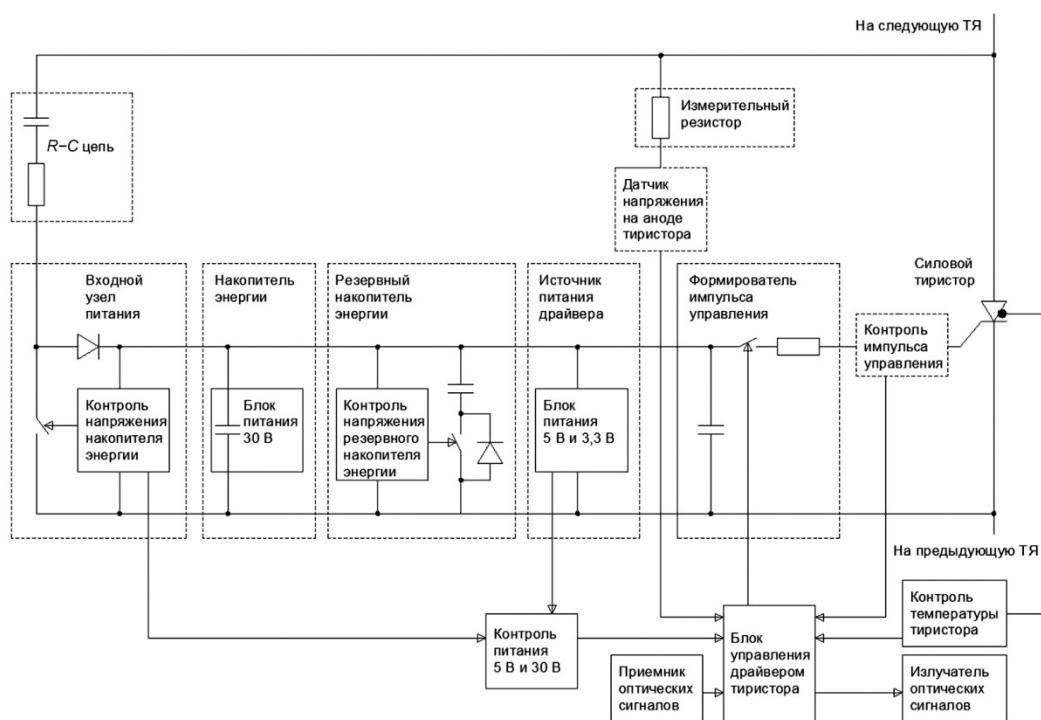 На следующую ТЯ
R–C цепь
Измерительный
резистор
Датчик
напряжения
на аноде
тиристора
Входной
узел
питания
Накопитель
энергии
Резервный
накопитель
энергии
Источник
питания
драйвера
Формирователь
импульса
управления
Силовой
тиристор
Контроль
импульса
управления
Контроль
напряжения
накопителя
энергии
Блок
питания
30 В
Контроль
напряжения
резервного
накопителя
энергии
Блок
питания
5 В и 3,3 В
На предыдущую ТЯ
Контроль
питания
5 В и 30 В
Блок
управления
драйвером
тиристора
Контроль
температуры
тиристора
Приемник
оптических
сигналов
Излучатель
оптических
сигналов